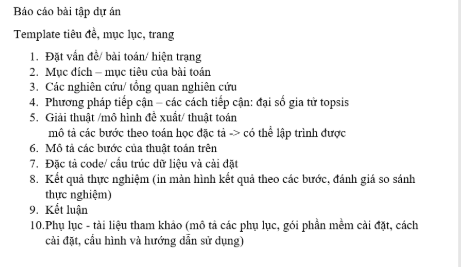 Báo cáo bài tập dự án
Template tiêu đề, mục lục, trang
1. Đặt vấn đề/ bài toán/ hiện trạng
2. Mục đích – mục tiêu của bài toán
3. Các nghiên cứu/ tổng quan nghiên cứu
4. Phương pháp tiếp cận – các cách tiếp cận: đại số gia tử topsis
5. Giải thuật /mô hình đề xuất/ thuật toán
mô tả các bước theo toán học đặc tả -> có thể lập trình được
6. Mô tả các bước của thuật toán trên
7. Đặc tả code/ cấu trúc dữ liệu và cài đặt
8. Kết quả thực nghiệm (in màn hình kết quả theo các bước, đánh giá so sánh
thực nghiệm)
9. Kết luận
10.Phụ lục - tài liệu tham khảo (mô tả các phụ lục, gói phần mềm cài đặt, cách
cài đặt, cấu hình và hướng dẫn sử dụng)